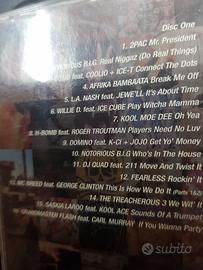 Disc One
1. 2PAC Mr. President
B.I.G. Real Niggaz (Do Real Things)
feat. COOLIO + ICE-T Connect The Dots
4. AFRIKA BAMBAATA Break Me Off
5. L.A. NASH feat. JEWE'LL It's About Time
6. WILLIE D. feat. ICE CUBE Play Witcha Mamma
7. KOOL MOE DEE Oh Yea
8. H-BOMB feat. ROGER TROUTMAN Players Need No Luv
9. DOMINO feat. K-CI + JOJO Get Yo' Money
10. NOTORIOUS B.I.G Who's In The House
11. DJ QUAD feat. 211 Move And Twist It
12. FEARLESS Rockin' It
13. MC BREED feat. GEORGE CLINTON This Is How We Do It (Parts 1&2)
14. THE TREACHEROUS 3 We Wit' It
15. SASKIA LAROO feat. KOOL ACE Sounds Of A Trumpet
16. GRANDMASTER FLASH feat. CARL MURRAY If You Wanna Party
subito